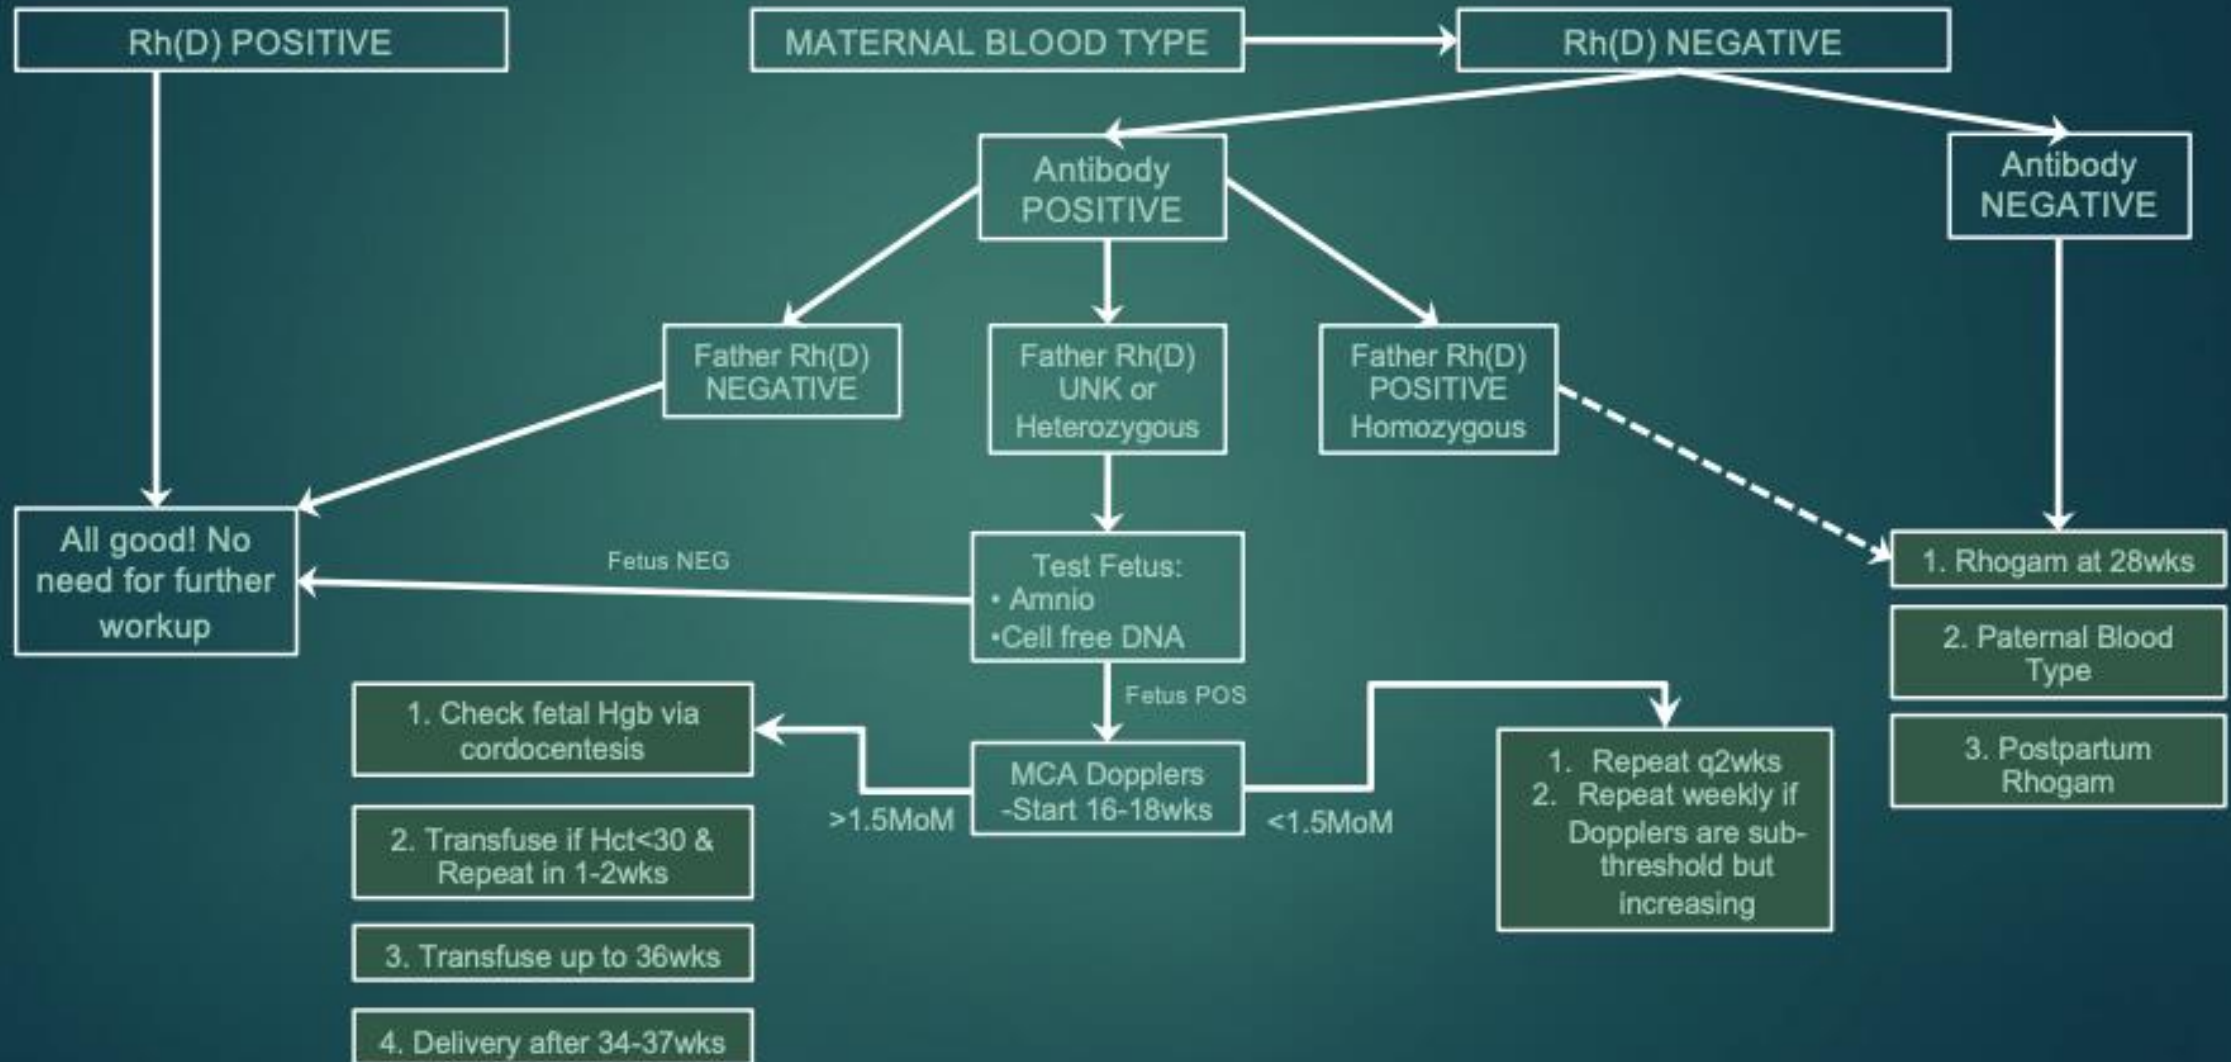 Rh(D) POSITIVE
MATERNAL BLOOD TYPE
Rh(D) NEGATIVE
Antibody
POSITIVE
Antibody
NEGATIVE
Father Rh(D)
NEGATIVE
Father Rh(D)
UNK or
Heterozygous
Father Rh(D)
POSITIVE
Homozygous
All good! No
need for further
workup
Fetus NEG
Test Fetus:
• Amnio
•Cell free DNA
1. Rhogam at 28wks
2. Paternal Blood
Type
3. Postpartum
Rhogam
Fetus POS
1. Check fetal Hgb via
cordocentesis
MCA Dopplers
-Start 16-18wks
>1.5MoM
<1.5MoM
1. Repeat q2wks
2. Repeat weekly if
Dopplers are sub-
threshold but
increasing
2. Transfuse if Hct<30 &
Repeat in 1-2wks
3. Transfuse up to 36wks
4. Delivery after 34-37wks